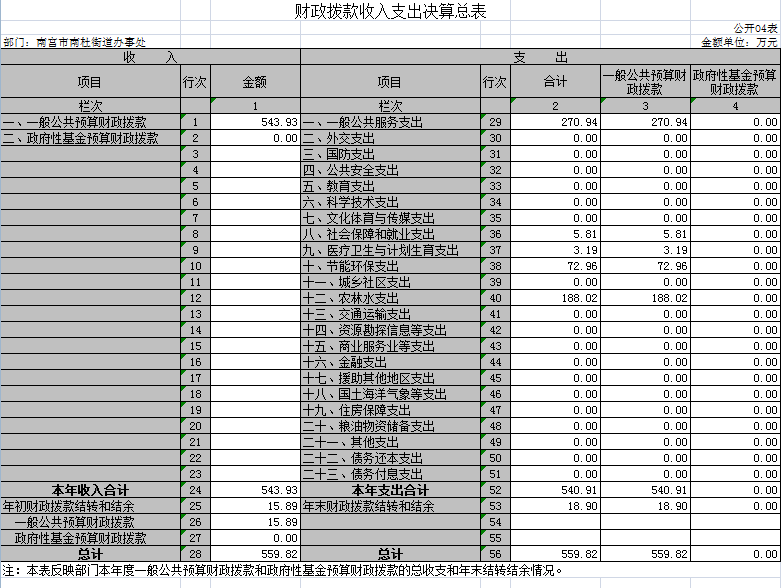 财政拨款收入支出决算总表
公开04表
部门：南宫市南杜街道办事处 金额单位：万元
收 入 支 出
项目 行次 金额 项目 行次 合计 一般公共预算财政拨款 政府性基金预算财政拨款
栏次 1 栏次 2 3 4
一、一般公共预算财政拨款 1 543.93 一、一般公共服务支出 29 270.94 270.94 0.00
二、政府性基金预算财政拨款 2 0.00 二、外交支出 30 0.00 0.00 0.00
3 三、国防支出 31 0.00 0.00 0.00
4 四、公共安全支出 32 0.00 0.00 0.00
5 五、教育支出 33 0.00 0.00 0.00
6 六、科学技术支出 34 0.00 0.00 0.00
7 七、文化体育与传媒支出 35 0.00 0.00 0.00
8 八、社会保障和就业支出 36 5.81 5.81 0.00
9 九、医疗卫生与计划生育支出 37 3.19 3.19 0.00
10 十、节能环保支出 38 72.96 72.96 0.00
11 十一、城乡社区支出 39 0.00 0.00 0.00
12 十二、农林水支出 40 188.02 188.02 0.00
13 十三、交通运输支出 41 0.00 0.00 0.00
14 十四、资源勘探信息等支出 42 0.00 0.00 0.00
15 十五、商业服务业等支出 43 0.00 0.00 0.00
16 十六、金融支出 44 0.00 0.00 0.00
17 十七、援助其他地区支出 45 0.00 0.00 0.00
18 十八、国土海洋气象等支出 46 0.00 0.00 0.00
19 十九、住房保障支出 47 0.00 0.00 0.00
20 二十、粮油物资储备支出 48 0.00 0.00 0.00
21 二十一、其他支出 49 0.00 0.00 0.00
22 二十二、债务还本支出 50 0.00 0.00 0.00
23 二十三、债务付息支出 51 0.00 0.00 0.00
本年收入合计 24 543.93 本年支出合计 52 540.91 540.91 0.00
年初财政拨款结转和结余 25 15.89 年末财政拨款结转和结余 53 18.90 18.90 0.00
一般公共预算财政拨款 26 15.89 54
政府性基金预算财政拨款 27 0.00 55
总计 28 559.82 总计 56 559.82 559.82 0.00
注：本表反映部门本年度一般公共预算财政拨款和政府性基金预算财政拨款的总收支和年末结转结余情况。